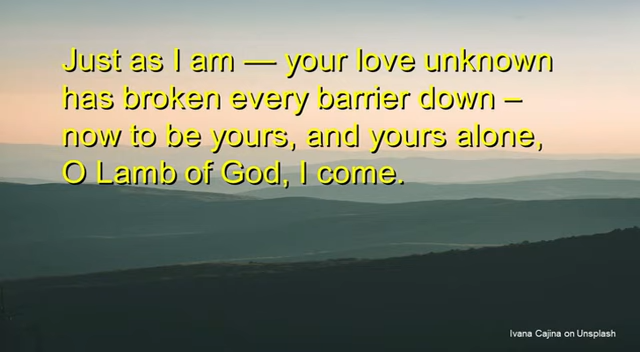 Just as I am — your love unknown
has broken every barrier down –
now to be yours, and yours alone,
O Lamb of God, I come.
Ivana Cajina on Unsplash